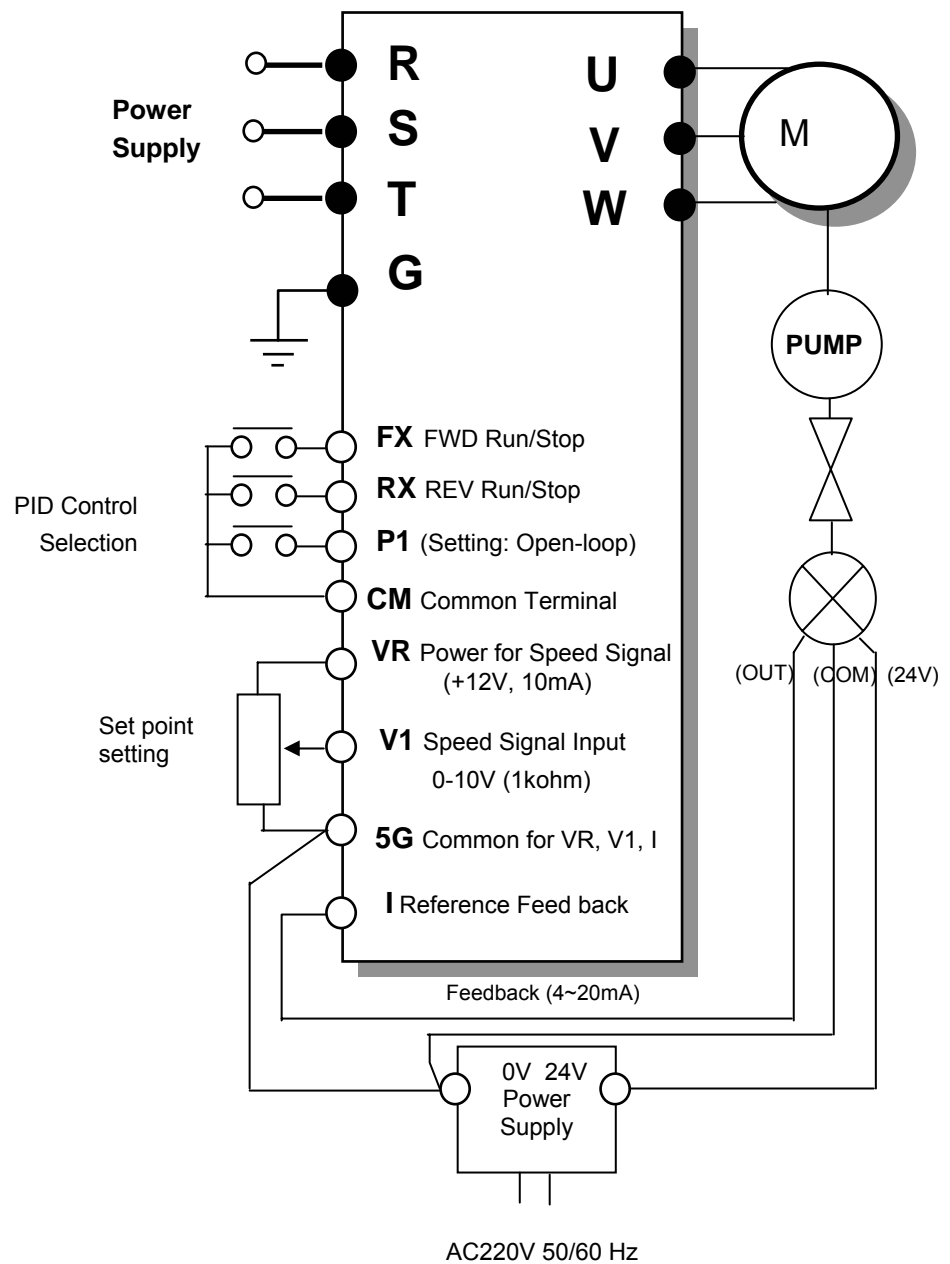 R
S
T
G
Power
Supply
U
V
W
M
PUMP
PID Control
Selection
FX FWD Run/Stop
RX REV Run/Stop
P1 (Setting: Open-loop)
CM Common Terminal
VR Power for Speed Signal
(+12V, 10mA)
Set point
setting
V1 Speed Signal Input
0-10V (1kohm)
5G Common for VR, V1, I
I Reference Feed back
(OUT) (COM) (24V)
Feedback (4~20mA)
0V 24V
Power
Supply
AC220V 50/60 Hz